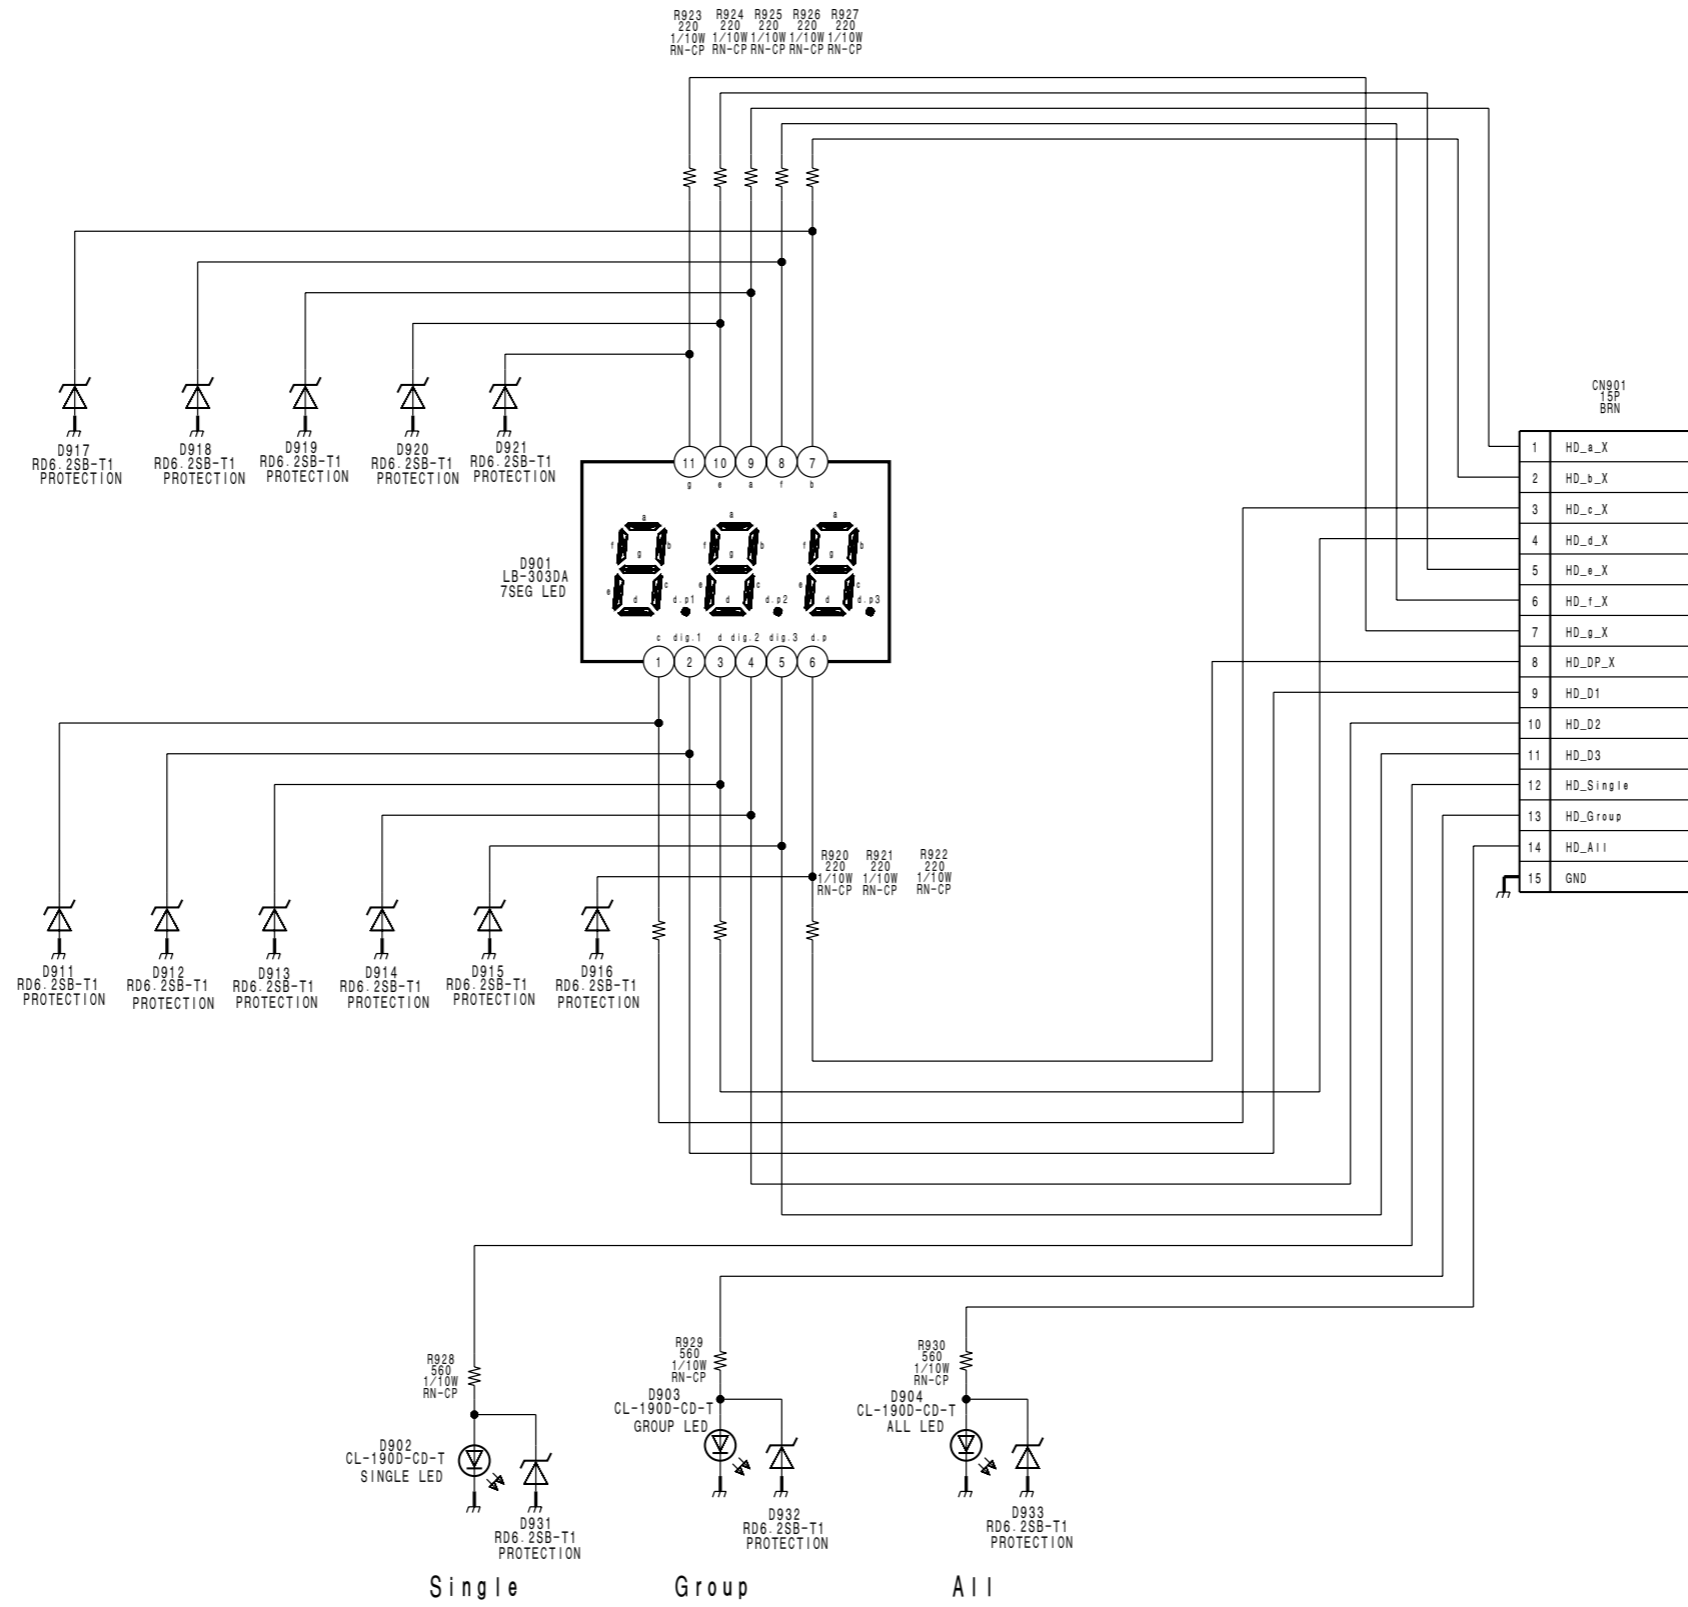 R923 R924 R925 R926 R927
220 220 220 220 220
1/10W 1/10W 1/10W 1/10W 1/10W
RN-CP RN-CP RN-CP RN-CP RN-CP
D917
RD6.2SB-T1
PROTECTION
D918
RD6.2SB-T1
PROTECTION
D919
RD6.2SB-T1
PROTECTION
D920
RD6.2SB-T1
PROTECTION
D921
RD6.2SB-T1
PROTECTION
11 10 9 8 7
g e a f b
D901
LB-303DA
7SEG LED
a a a
f b f b f b
g g g
e c e c e c
d d.p1 d d.p2 d d.p3
c dig.1 d dig.2 dig.3 d.p
1 2 3 4 5 6
CN901
15P
BRN
1 HD_a_X
2 HD_b_X
3 HD_c_X
4 HD_d_X
5 HD_e_X
6 HD_f_X
7 HD_g_X
8 HD_DP_X
9 HD_D1
10 HD_D2
11 HD_D3
12 HD_Single
13 HD_Group
14 HD_All
15 GND
R920 R921 R922
220 220 220
1/10W 1/10W 1/10W
RN-CP RN-CP RN-CP
D911
RD6.2SB-T1
PROTECTION
D912
RD6.2SB-T1
PROTECTION
D913
RD6.2SB-T1
PROTECTION
D914
RD6.2SB-T1
PROTECTION
D915
RD6.2SB-T1
PROTECTION
D916
RD6.2SB-T1
PROTECTION
R928
560
1/10W
RN-CP
D902
CL-190D-CD-T
SINGLE LED
D931
RD6.2SB-T1
PROTECTION
R929
560
1/10W
RN-CP
D903
CL-190D-CD-T
GROUP LED
D932
RD6.2SB-T1
PROTECTION
R930
560
1/10W
RN-CP
D904
CL-190D-CD-T
ALL LED
D933
RD6.2SB-T1
PROTECTION
Single Group All